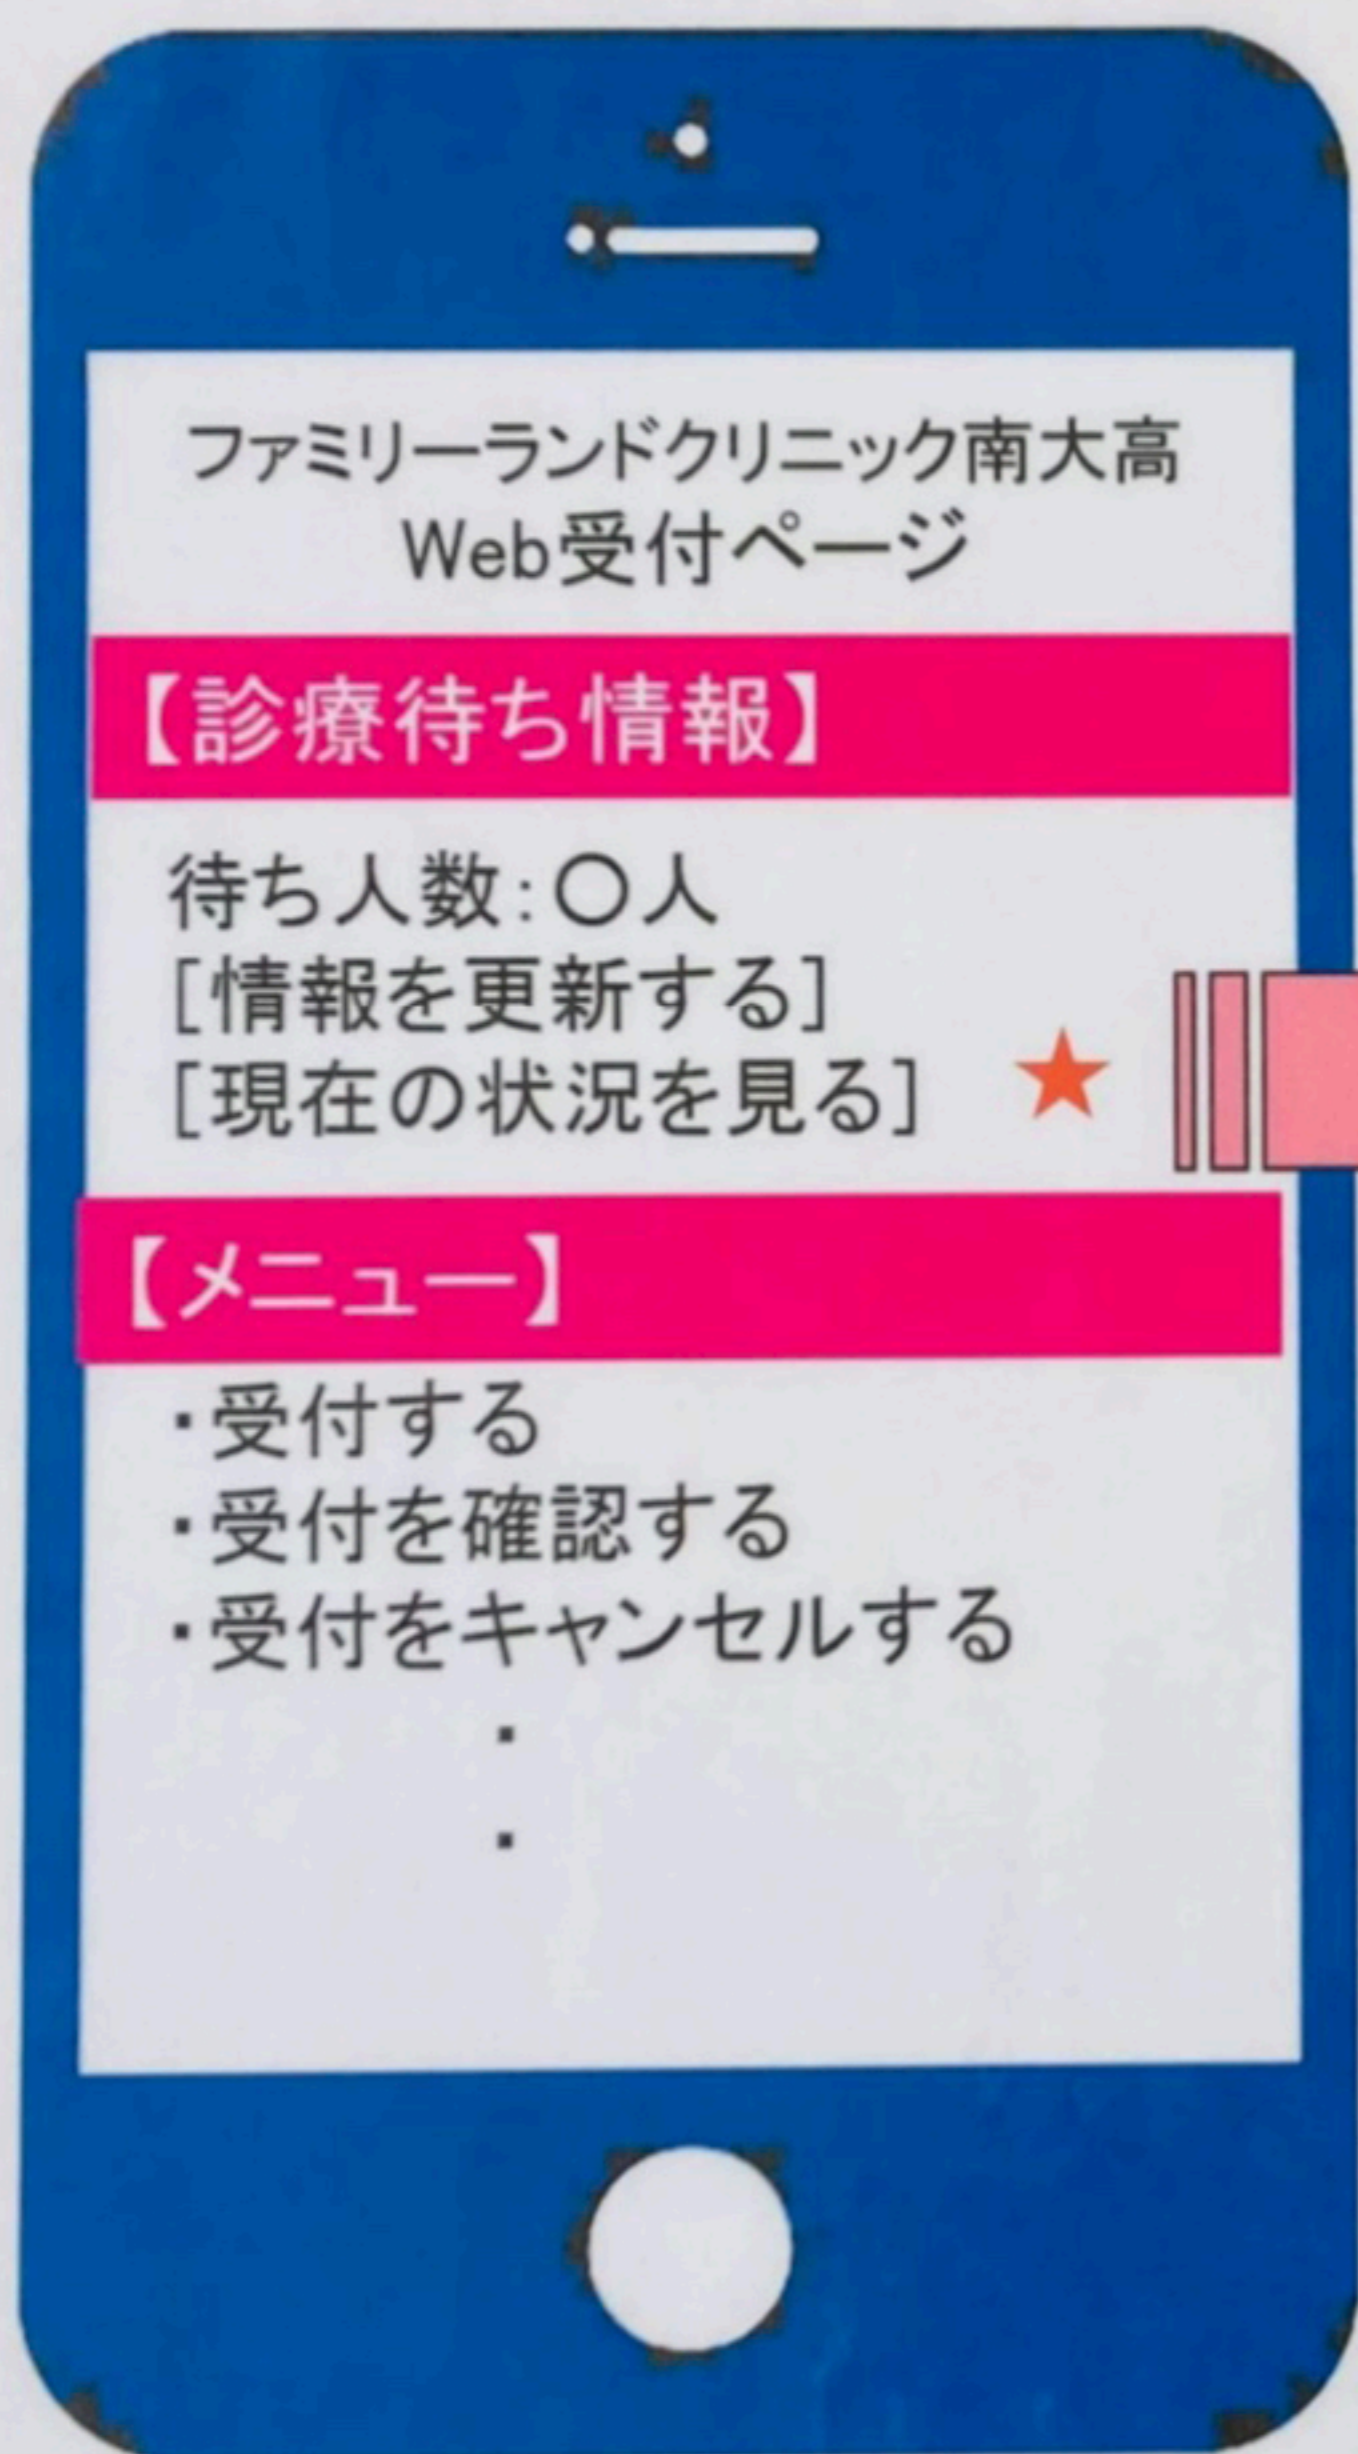 ファミリーランドクリニック南大高
Web受付ページ
【診療待ち情報】
待ち人数:〇人
[情報を更新する]
[現在の状況を見る] ★
【メニュー】
・受付する
・受付を確認する
・受付をキャンセルする
・
・